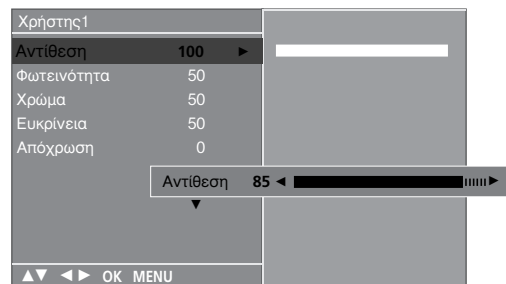 Χρήστης1
Αντίθεση 100 ►
Φωτεινότητα 50
Χρώμα 50
Ευκρίνεια 50
Απόχρωση 0
Αντίθεση 85 ◄ ►
▼
▲▼ ◄► OK MENU